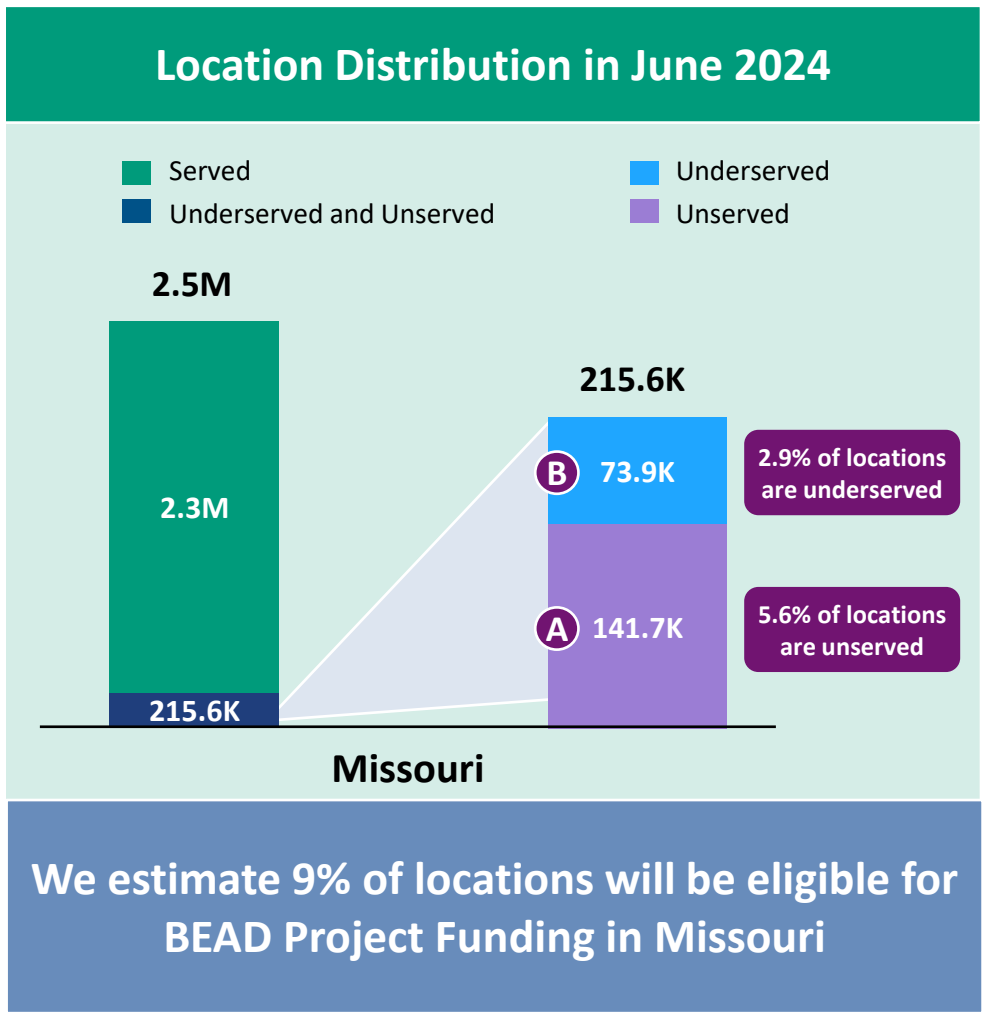 Location Distribution in June 2024
Served
Underserved
Underserved and Unserved
Unserved
2.5M
215.6K
2.3M
B
73.9K
2.9% of locations
are underserved
A
141.7K
5.6% of locations
are unserved
215.6K
Missouri
We estimate 9% of locations will be eligible for
BEAD Project Funding in Missouri